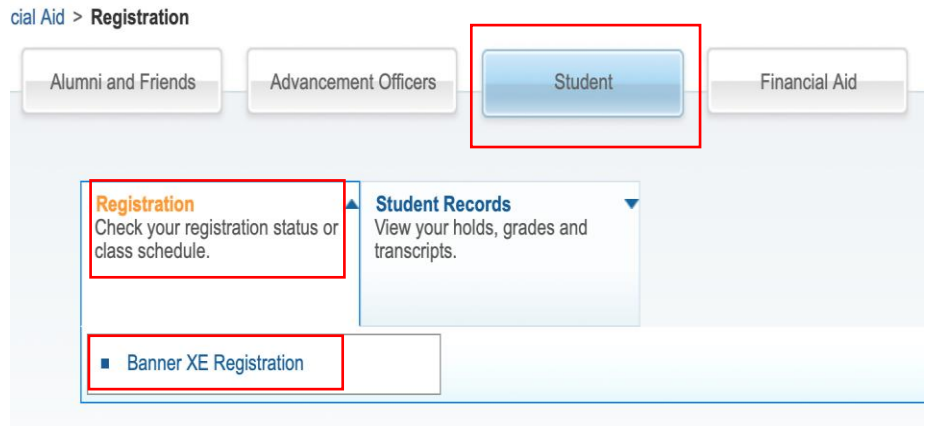 cial Aid > Registration
Alumni and Friends
Advancement Officers
Student
Financial Aid
Registration
Check your registration status or
class schedule.
Student Records
View your holds, grades and
transcripts.
Banner XE Registration